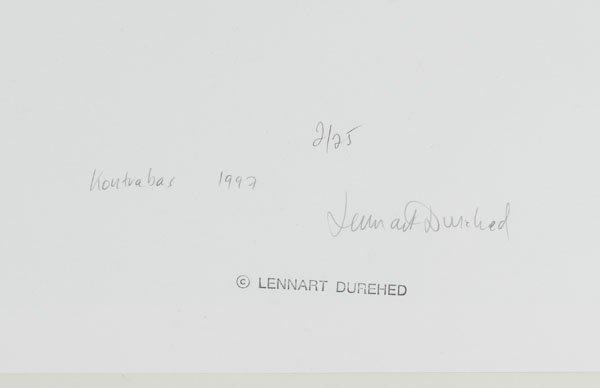 2/25
Kontrabas 1997
Lennart Durehed
© LENNART DUREHED